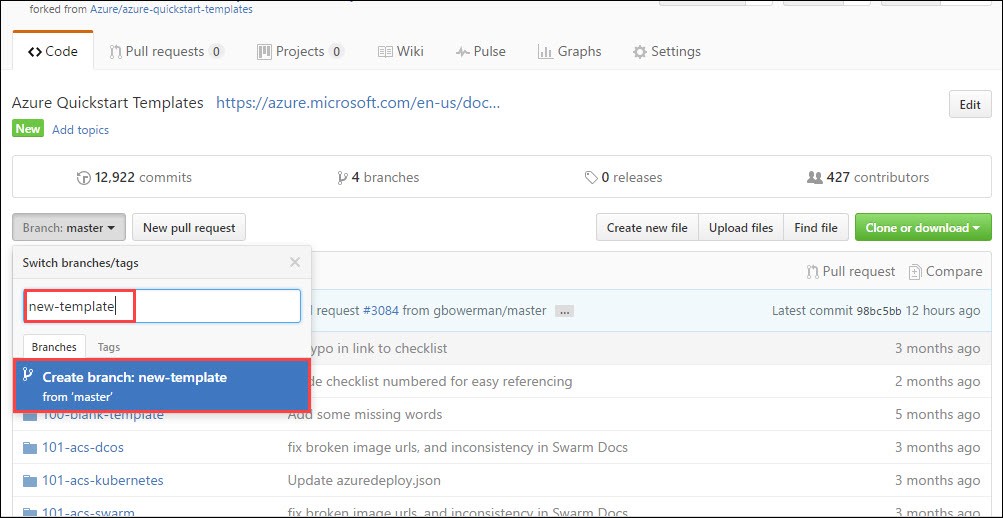 forked from Azure/azure-quickstart-templates
Code Pull requests 0 Projects 0 Wiki Pulse Graphs Settings
Azure Quickstart Templates https://azure.microsoft.com/en-us/doc... Edit
New Add topics
12,922 commits 4 branches 0 releases 427 contributors
Branch: master New pull request Create new file Upload files Find file Clone or download
Switch branches/tags
Pull request Compare
new-template
request #3084 from gbowerman/master ... Latest commit 98bc5bb 12 hours ago
Branches Tags
ypo in link to checklist 3 months ago
Create branch: new-template
from 'master'
de checklist numbered for easy referencing 2 months ago
100-blank-template Add some missing words 5 months ago
101-acs-dcos fix broken image urls, and inconsistency in Swarm Docs 3 months ago
101-acs-kubernetes Update azuredeploy.json 3 months ago
101-acs-swarm fix broken image urls, and inconsistency in Swarm Docs 3 months ago